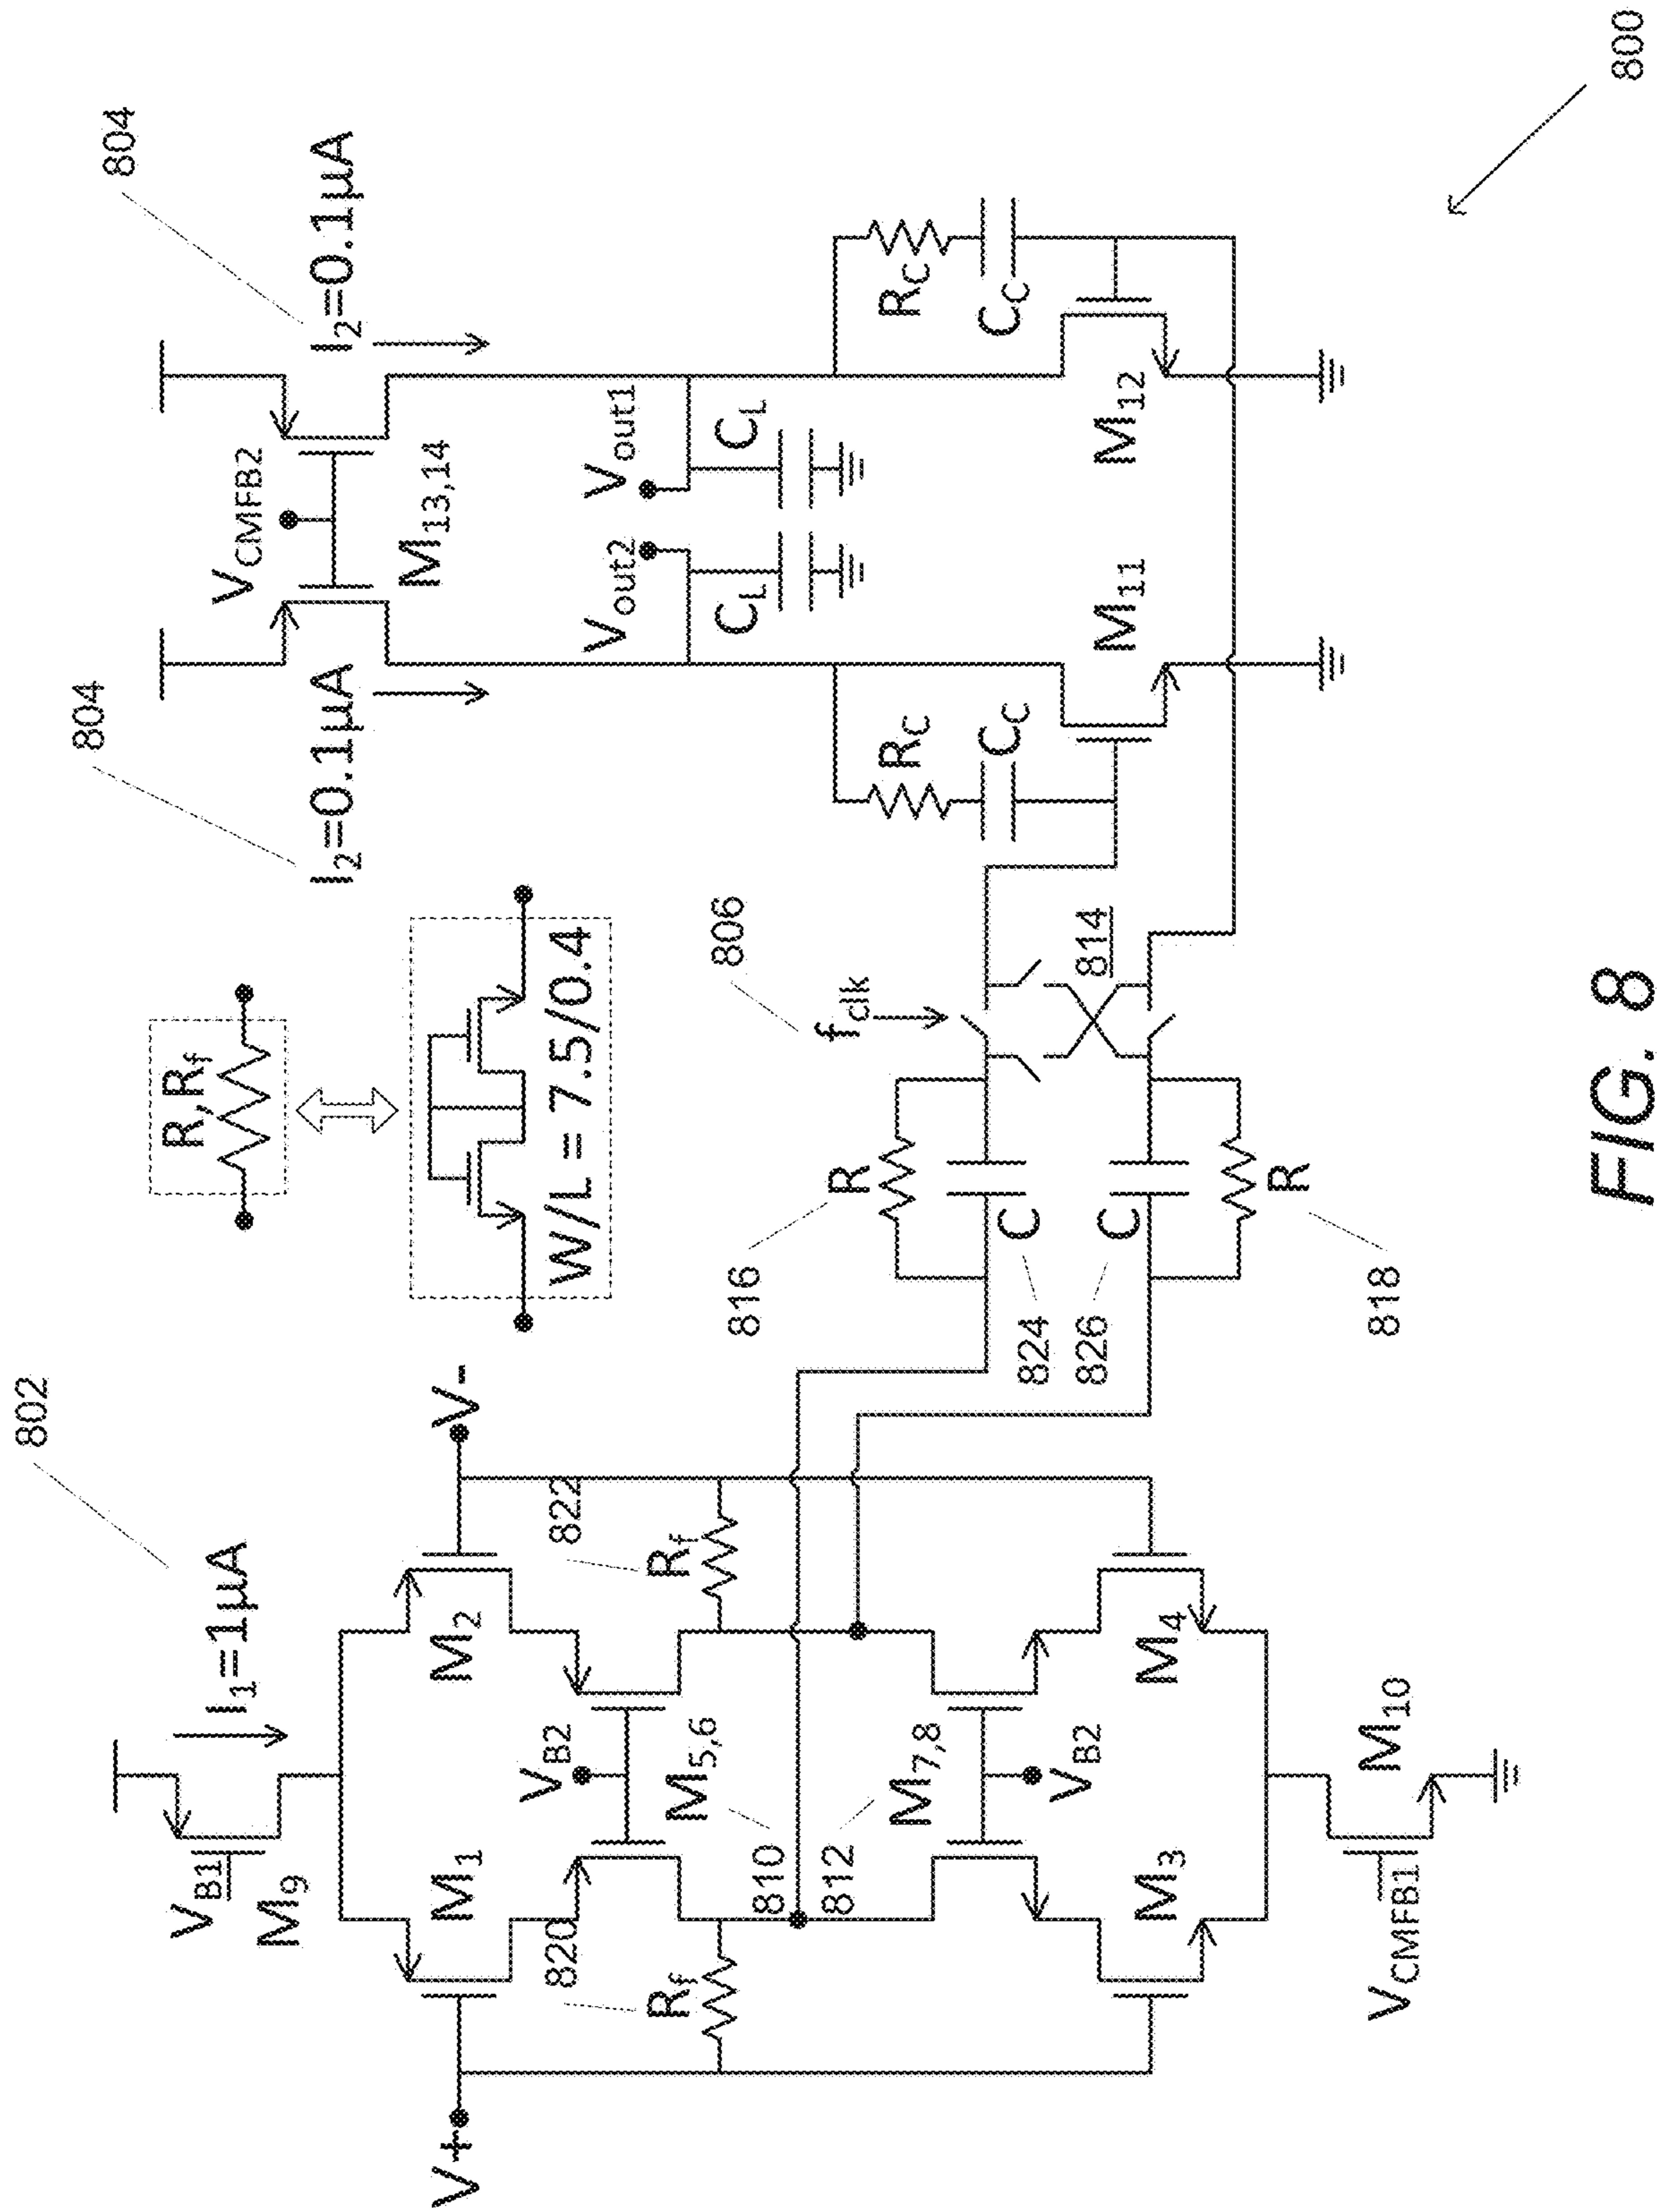 802
I1=1µA
VB1
M9
V+
V-
M1
M2
820
Rf
822
Rf
VB2
M5,6
810
812
M7,8
VB2
M3
M4
VCMFB1
M10
R,Rf
W/L = 7.5/0.4
816
R
C
824
C
826
R
818
806
fclk
814
804
I2=0.1µA
804
I2=0.1µA
VCMFB2
M13,14
Vout2
Vout1
CL
CL
RC
CC
RC
CC
M11
M12
800
FIG. 8